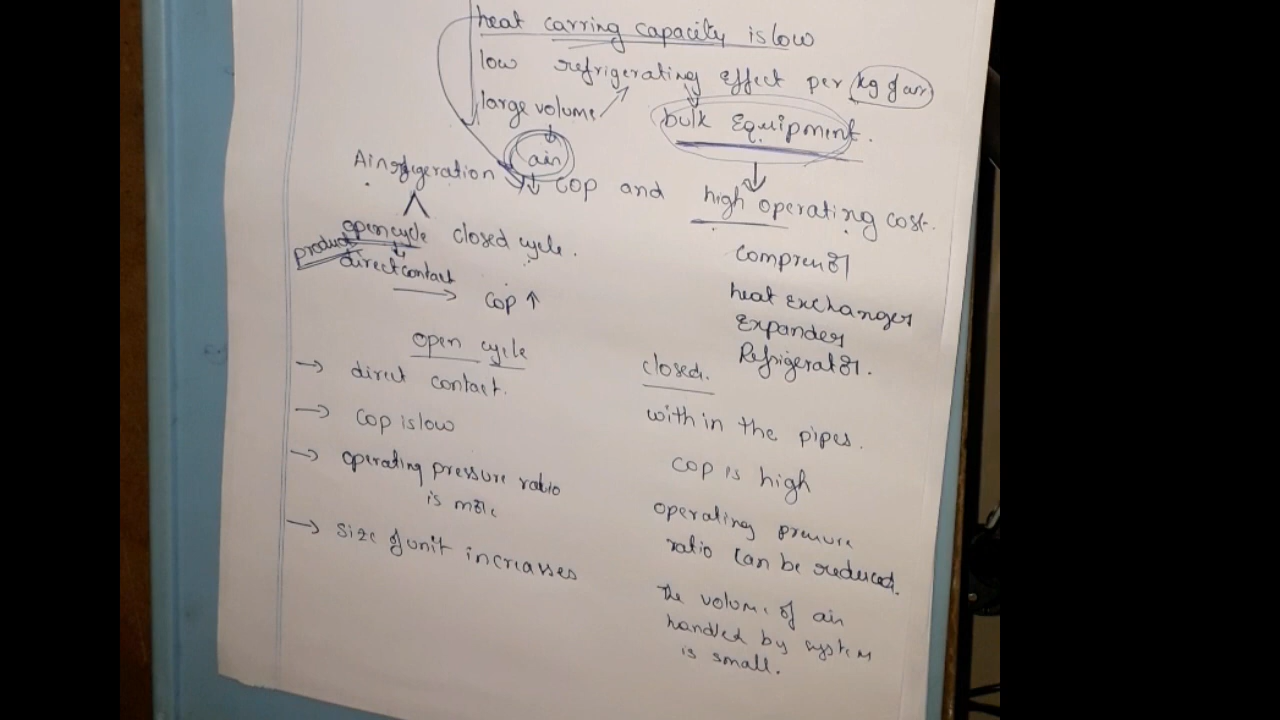 heat carring capacity is low
low refrigerating effect per kg of air
large volume
bulk Equipment.
air
Air refigeration ↓ COP and high operating cost.
open cycle closed cycle.
product
direct contact
COP ↑
compressor
heat exchanger
Expander
Refrigerator.
open cycle
→ direct contact.
→ COP is low
→ operating pressure ratio
is more
→ size of unit increases
closed.
with in the pipes.
COP is high
operating pressure
ratio can be reduced.
The volume of air
handled by system
is small.